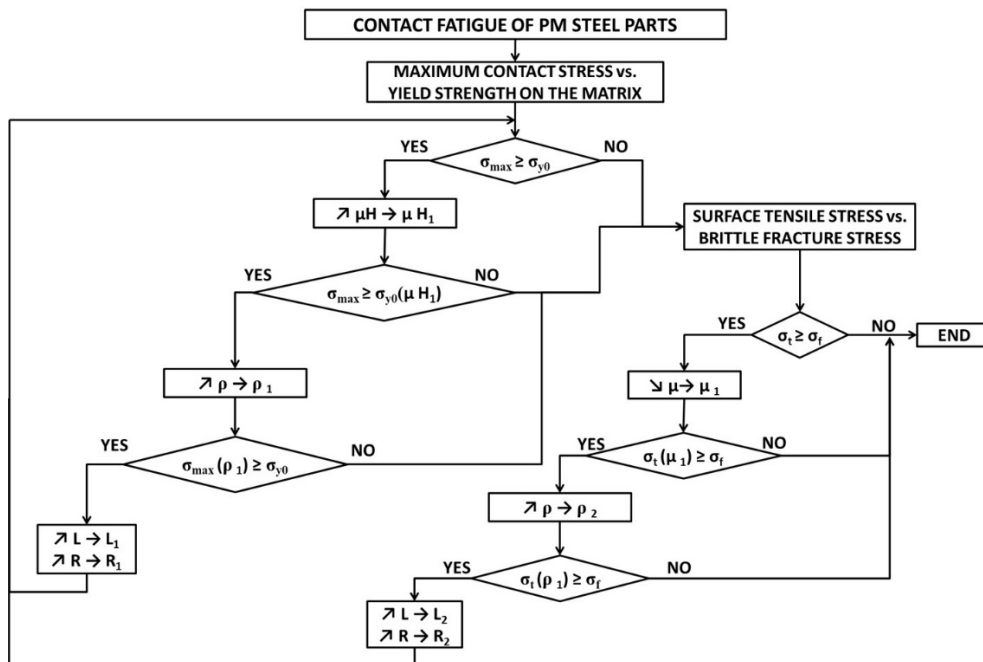 CONTACT FATIGUE OF PM STEEL PARTS
MAXIMUM CONTACT STRESS vs.
YIELD STRENGTH ON THE MATRIX
YES
NO
σmax ≥ σy0
↗ μH → μ H1
SURFACE TENSILE STRESS vs.
BRITTLE FRACTURE STRESS
YES
NO
σmax ≥ σy0(μ H1)
YES
NO
σt ≥ σf
END
↗ ρ → ρ 1
↘ μ → μ 1
YES
NO
σmax (ρ 1) ≥ σy0
YES
NO
σt (μ 1) ≥ σf
↗ ρ → ρ 2
↗ L → L1
↗ R → R1
YES
NO
σt (ρ 1) ≥ σf
↗ L → L2
↗ R → R2